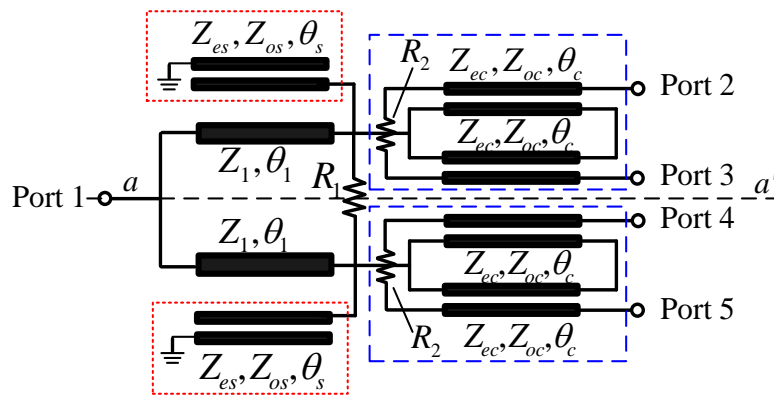 Z_es, Z_os, θ_s
R_2
Z_ec, Z_oc, θ_c
Port 2
Z_ec, Z_oc, θ_c
Z_1, θ_1
R_1
Port 3
Port 1
a
a'
Port 4
Z_1, θ_1
Z_ec, Z_oc, θ_c
Port 5
R_2
Z_ec, Z_oc, θ_c
Z_es, Z_os, θ_s